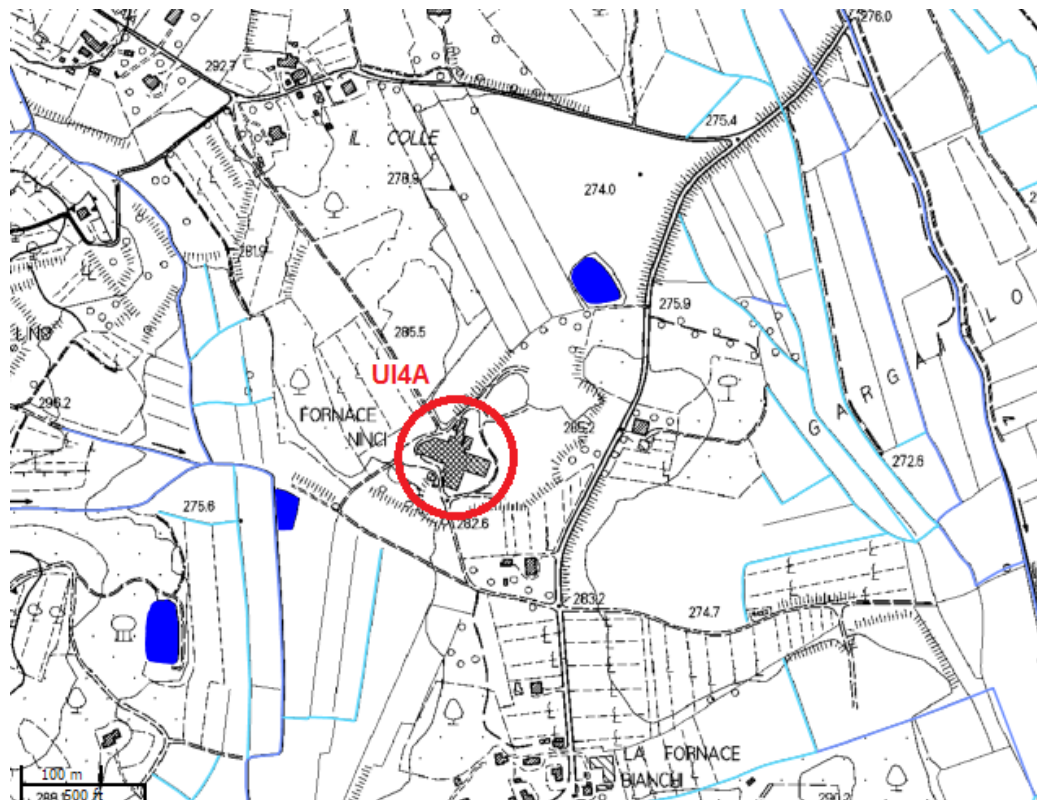 276.0
292.7
275.4
IL COLLE
278.9
274.0
281.9
275.9
285.5
UI4A
296.2
FORNACE
NINCI
285.2
G A R G A
272.6
275.6
282.6
283.2
274.7
LA FORNACE
BIANCHI
100 m
500 ft
290.2